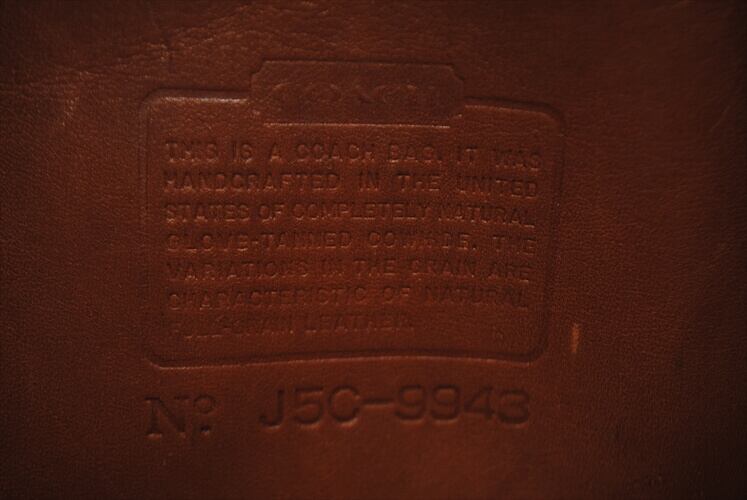 COACH
THIS IS A COACH BAG. IT WAS
HANDCRAFTED IN THE UNITED
STATES OF COMPLETELY NATURAL
GLOVE-TANNED COWHIDE. THE
VARIATIONS IN THE GRAIN ARE
CHARACTERISTIC OF NATURAL
FULL-GRAIN LEATHER.
No. J5C-9943